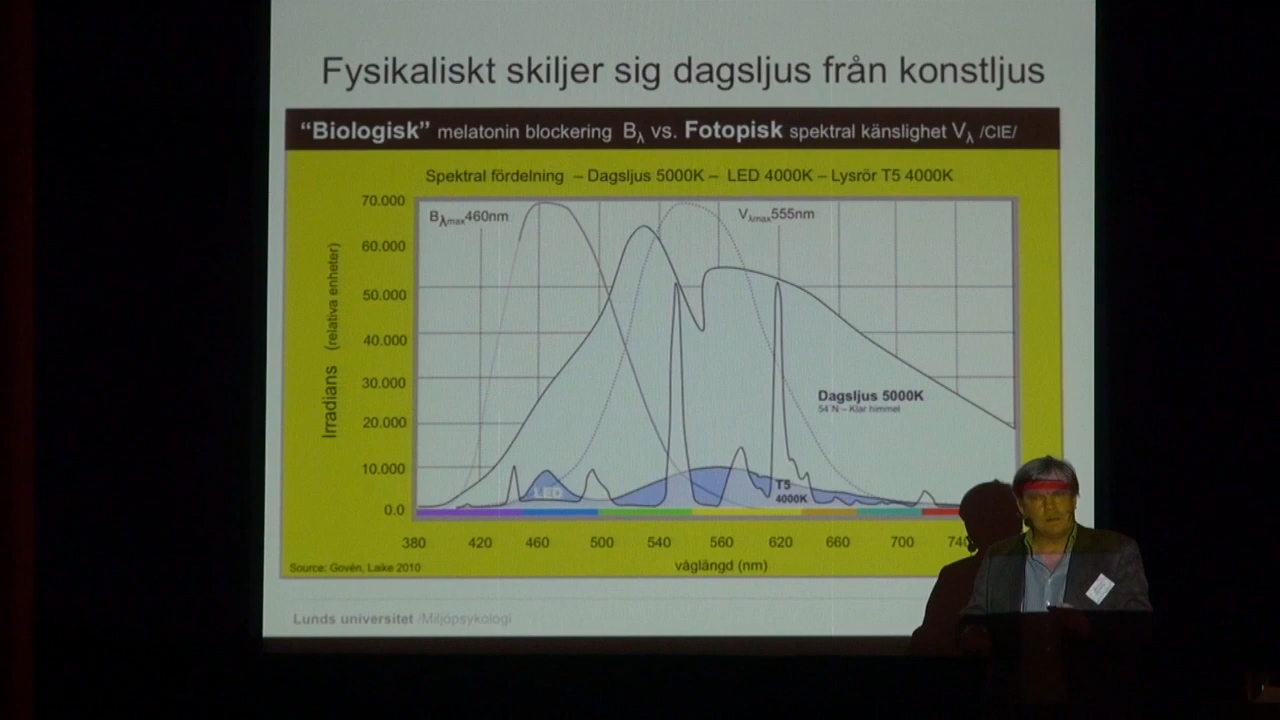 Fysikaliskt skiljer sig dagsljus från konstljus
“Biologisk” melatonin blockering Bλ vs. Fotopisk spektral känslighet Vλ /CIE/
Spektral fördelning – Dagsljus 5000K – LED 4000K – Lysrör T5 4000K
Bλmax460nm
Vλmax555nm
70.000
60.000
50.000
40.000
30.000
20.000
10.000
0.0
Irradians (relativa enheter)
Dagsljus 5000K
54°N – Klar himmel
LED
T5
4000K
380 420 460 500 540 560 620 660 700 740
våglängd (nm)
Source: Govén, Laike 2010
Lunds universitet /Miljöpsykologi